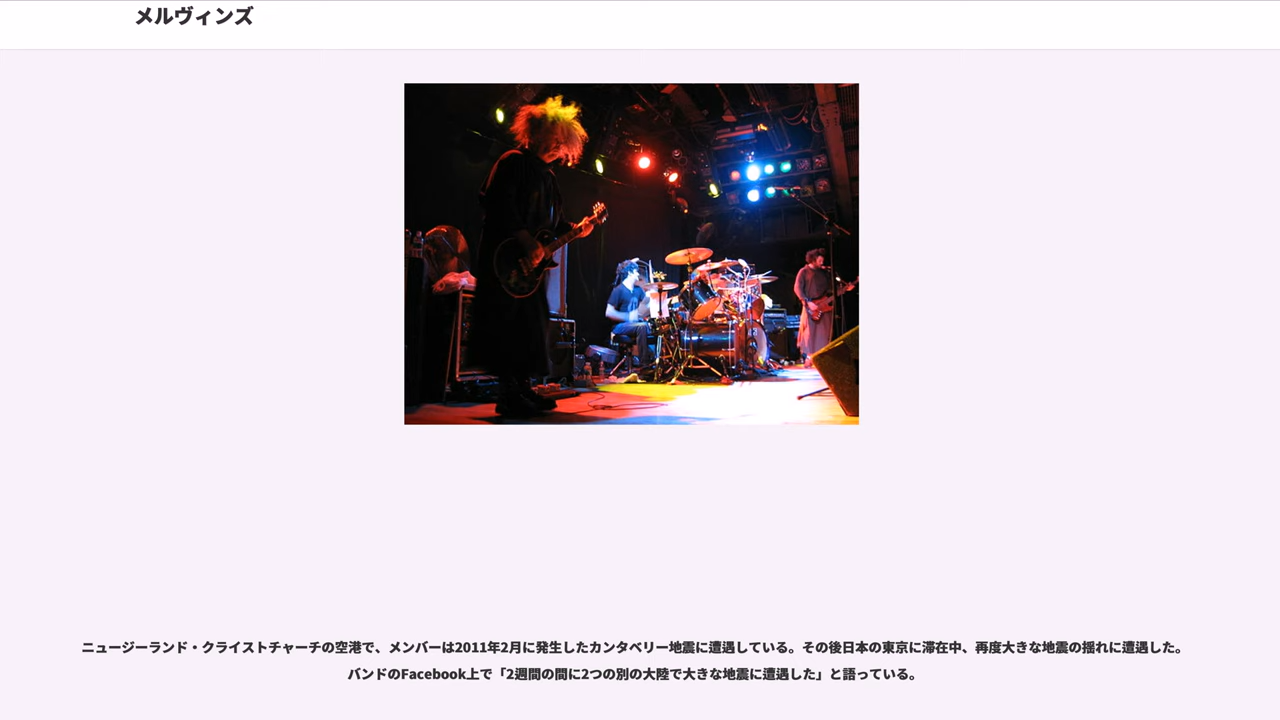 メルヴィンズ
ニュージーランド・クライストチャーチの空港で、メンバーは2011年2月に発生したカンタベリー地震に遭遇している。その後日本の東京に滞在中、再度大きな地震の揺れに遭遇した。
バンドのFacebook上で「2週間の間に2つの別の大陸で大きな地震に遭遇した」と語っている。